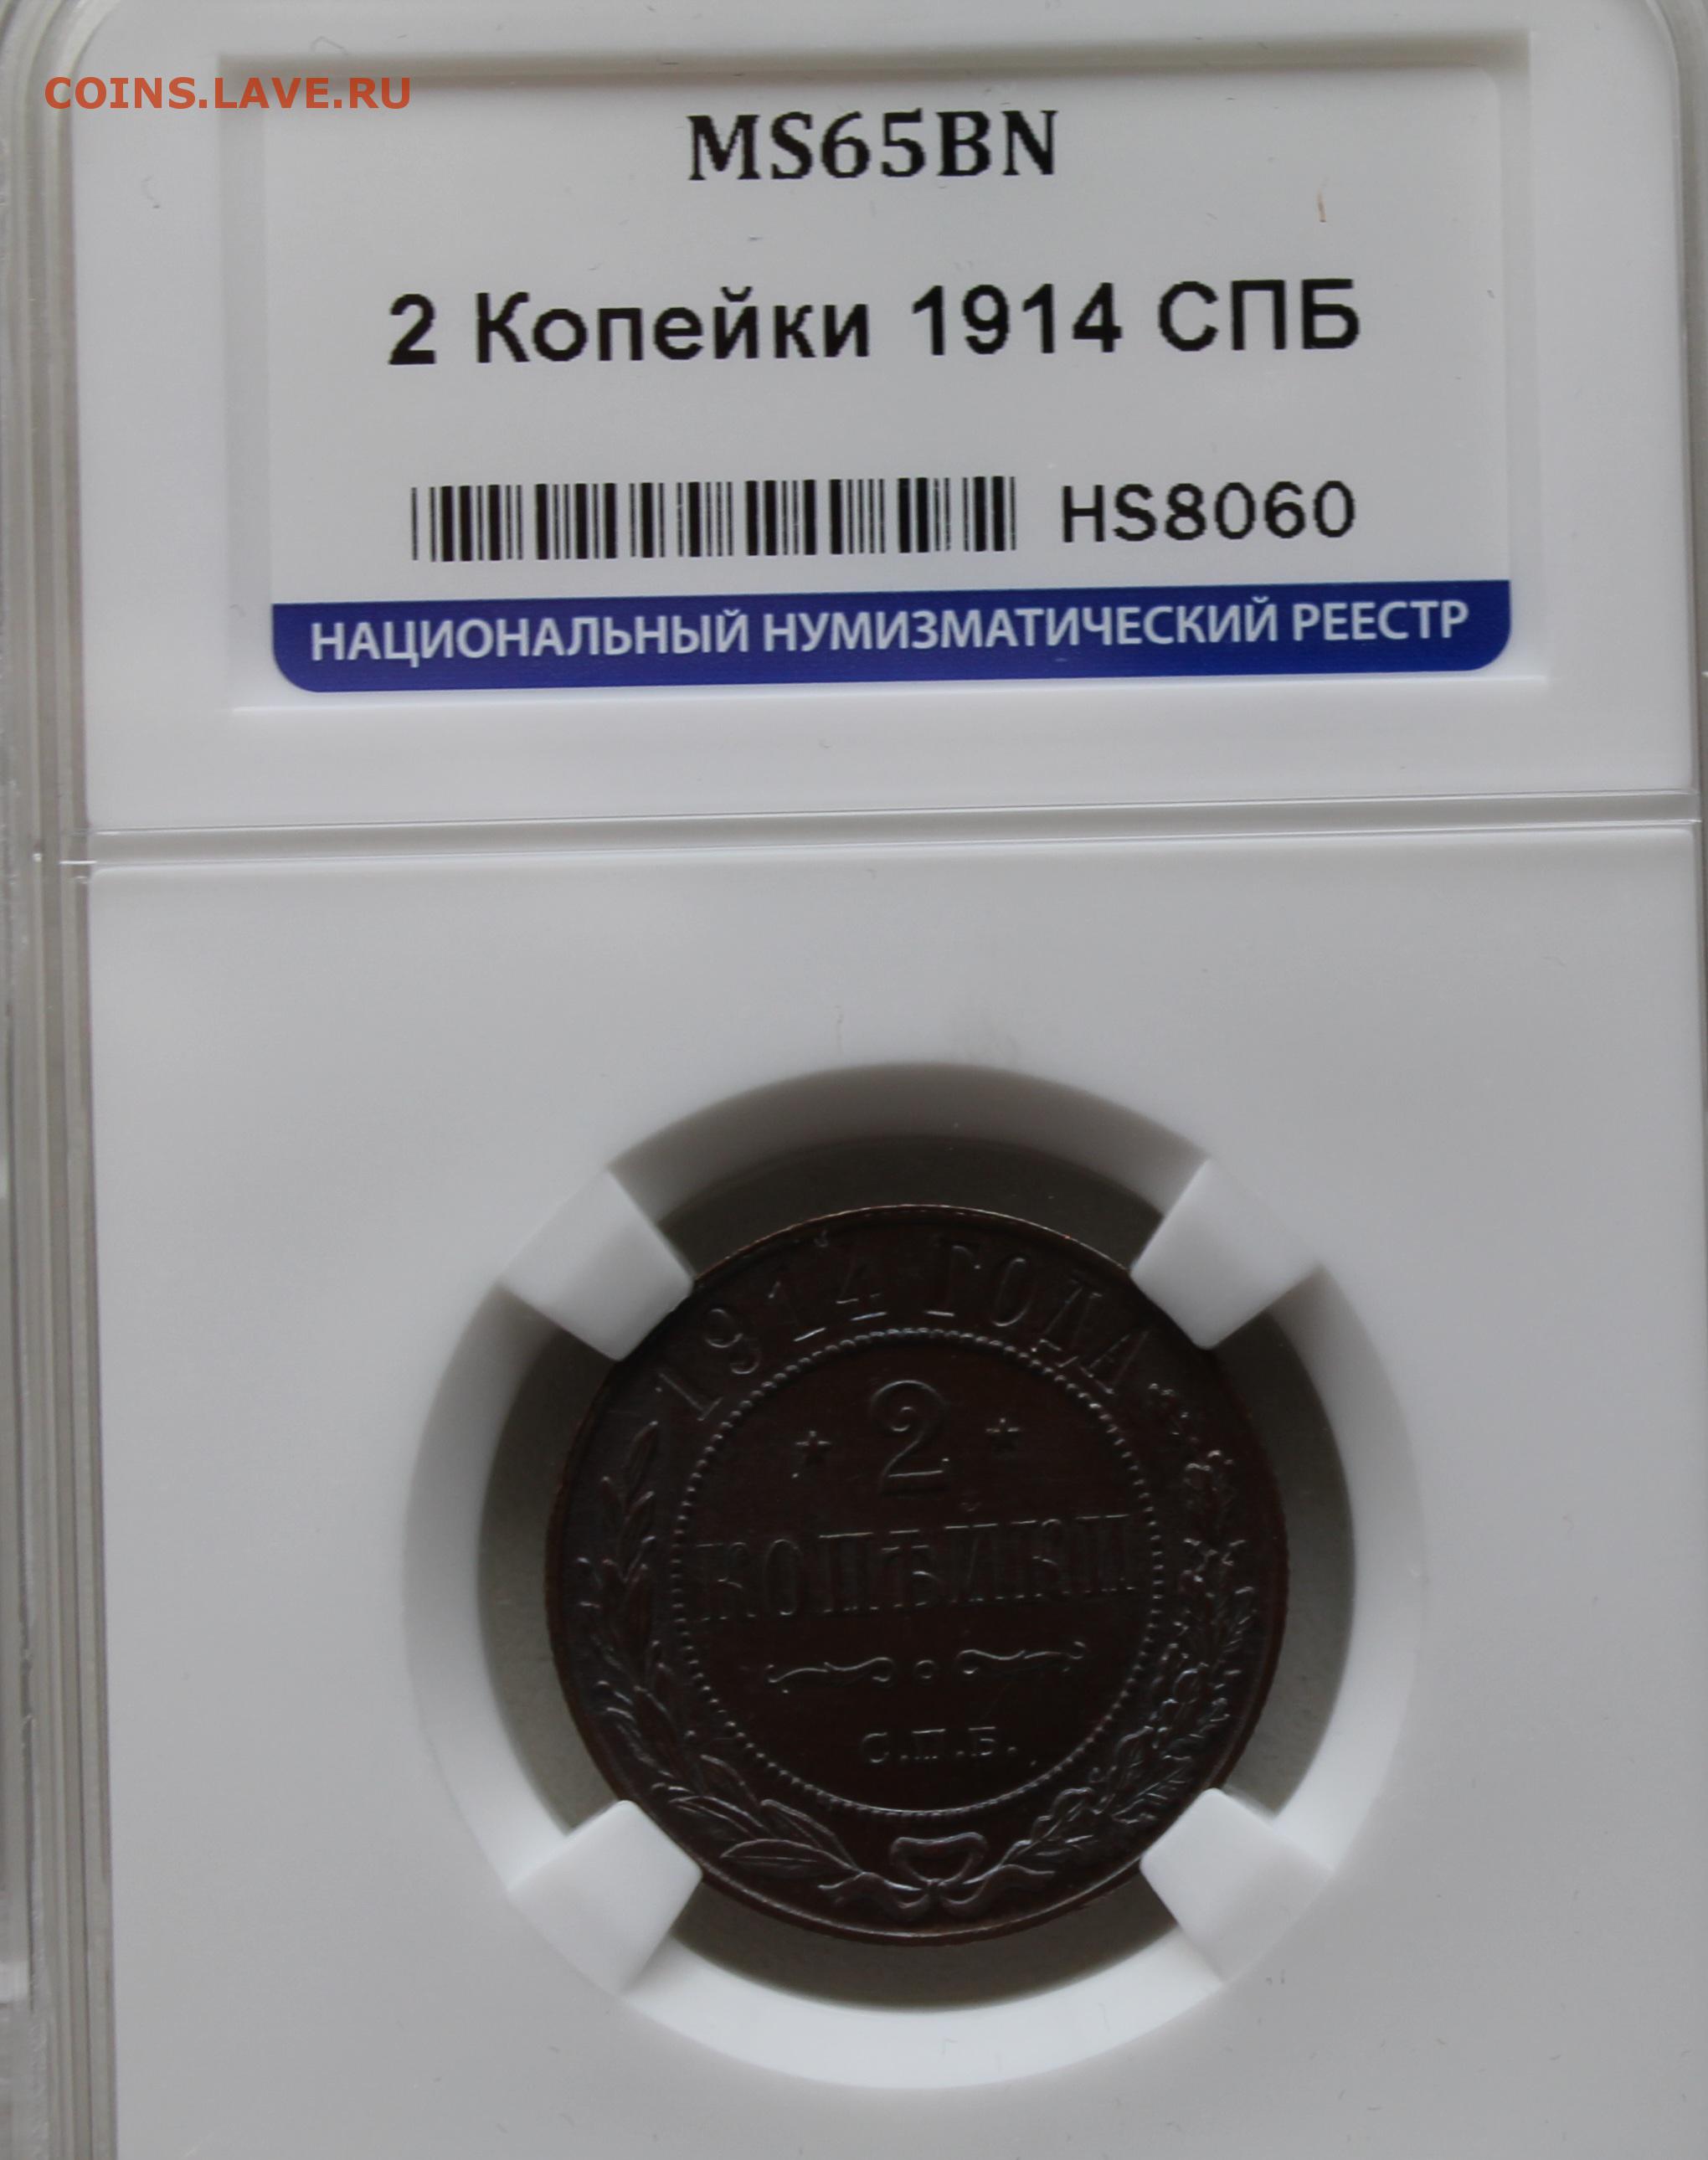 COINS.LAVE.RU
MS65BN
2 Копейки 1914 СПБ
HS8060
НАЦИОНАЛЬНЫЙ НУМИЗМАТИЧЕСКИЙ РЕЕСТР
1914 ГОДА
* 2 *
КОПѢЙКИ
С.П.Б.